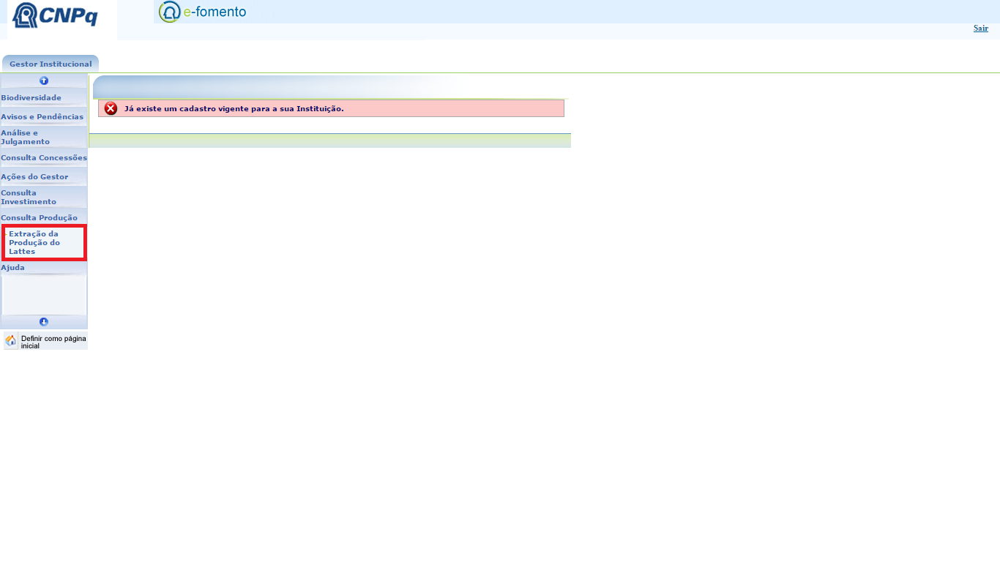 CNPq
e-fomento
Sair
Gestor Institucional
Biodiversidade
Avisos e Pendências
Análise e
Julgamento
Consulta Concessões
Ações do Gestor
Consulta
Investimento
Consulta Produção
Extração da
Produção do
Lattes
Ajuda
Definir como página
inicial
Já existe um cadastro vigente para a sua Instituição.